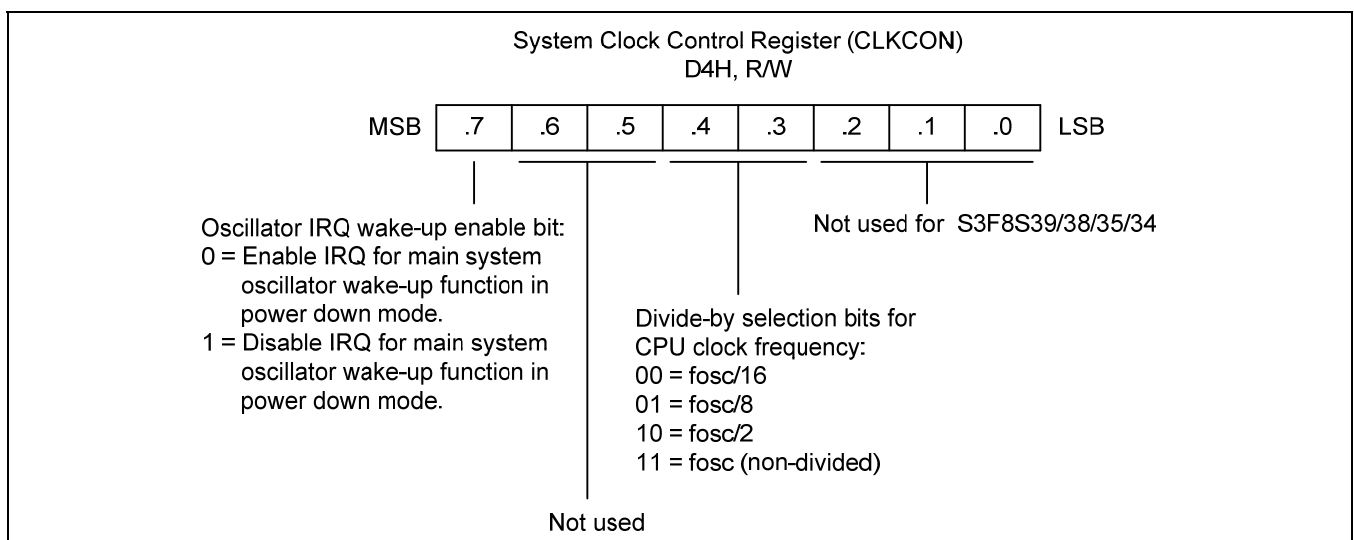 System Clock Control Register (CLKCON)
D4H, R/W
MSB .7 .6 .5 .4 .3 .2 .1 .0 LSB
Oscillator IRQ wake-up enable bit:
0 = Enable IRQ for main system
oscillator wake-up function in
power down mode.
1 = Disable IRQ for main system
oscillator wake-up function in
power down mode.
Not used
Divide-by selection bits for
CPU clock frequency:
00 = fosc/16
01 = fosc/8
10 = fosc/2
11 = fosc (non-divided)
Not used for S3F8S39/38/35/34